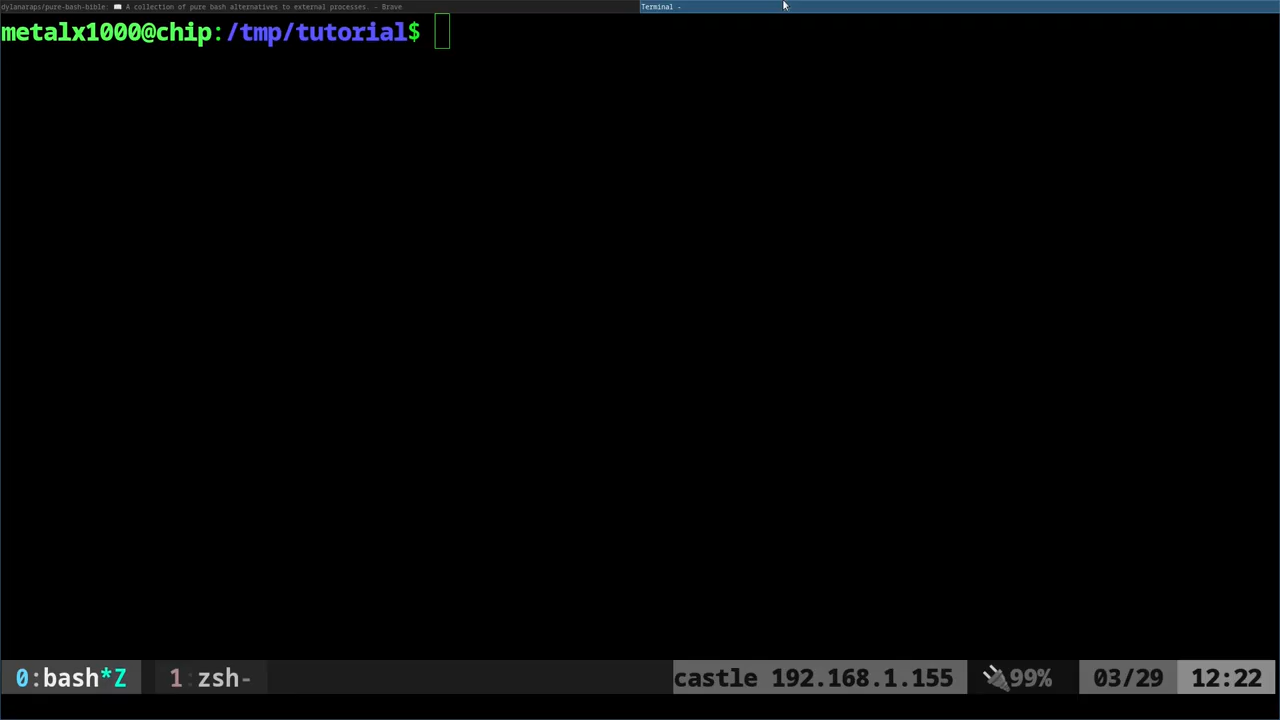 dylanaraps/pure-bash-bible: 📖 A collection of pure bash alternatives to external processes. - Brave
Terminal -
metalx1000@chip:/tmp/tutorial$
0:bash*Z 1:zsh- castle 192.168.1.155 🔌99% 03/29 12:22